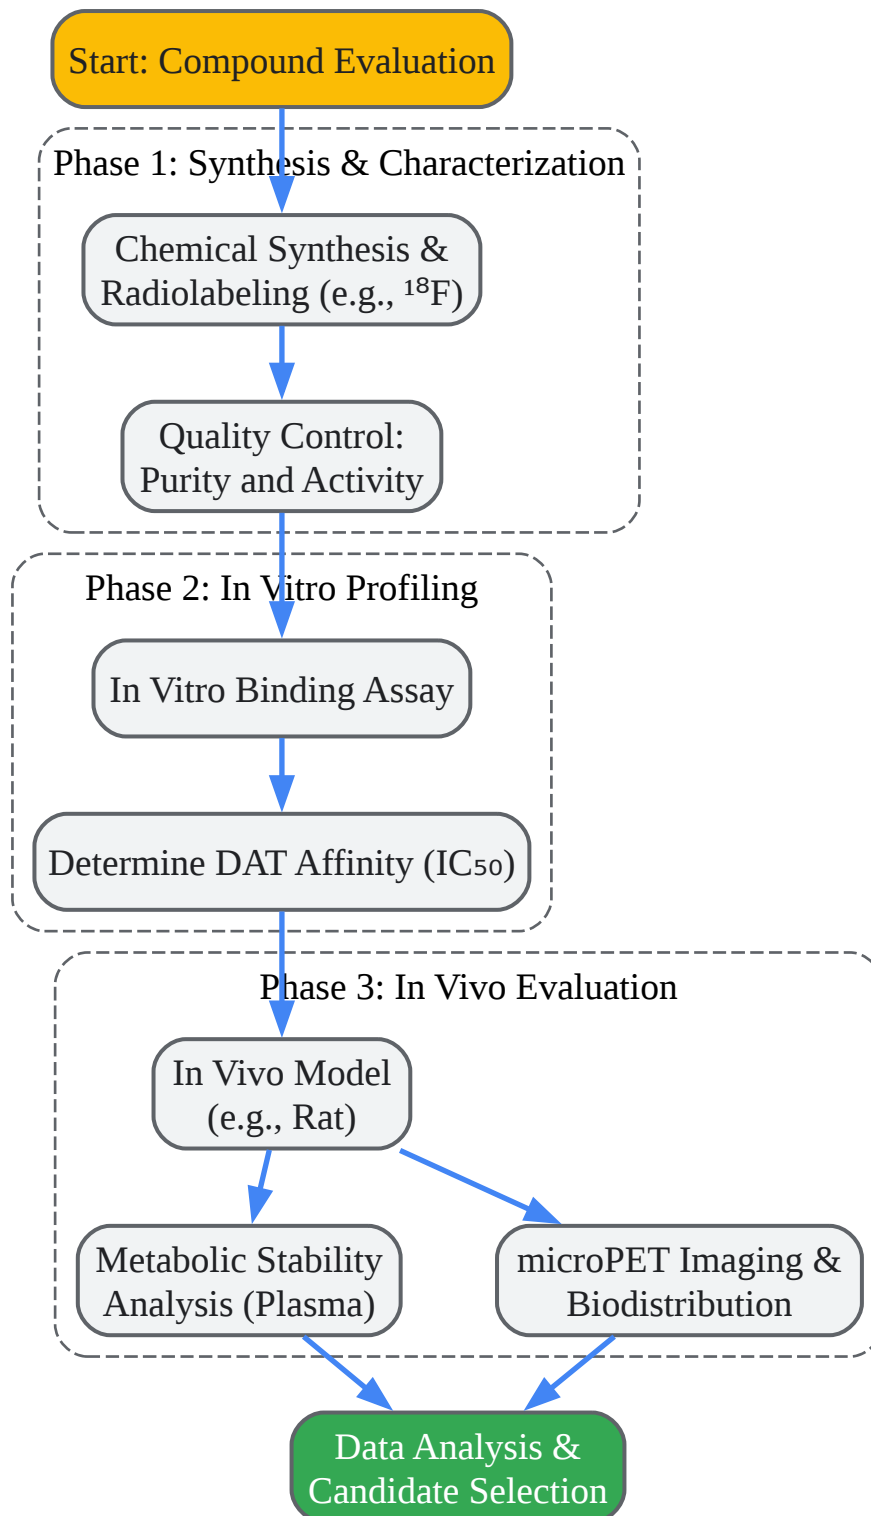 Start: Compound Evaluation
Phase 1: Synthesis & Characterization
Chemical Synthesis &
Radiolabeling (e.g., ¹⁸F)
Quality Control:
Purity and Activity
Phase 2: In Vitro Profiling
In Vitro Binding Assay
Determine DAT Affinity (IC₅₀)
Phase 3: In Vivo Evaluation
In Vivo Model
(e.g., Rat)
Metabolic Stability
Analysis (Plasma)
microPET Imaging &
Biodistribution
Data Analysis &
Candidate Selection